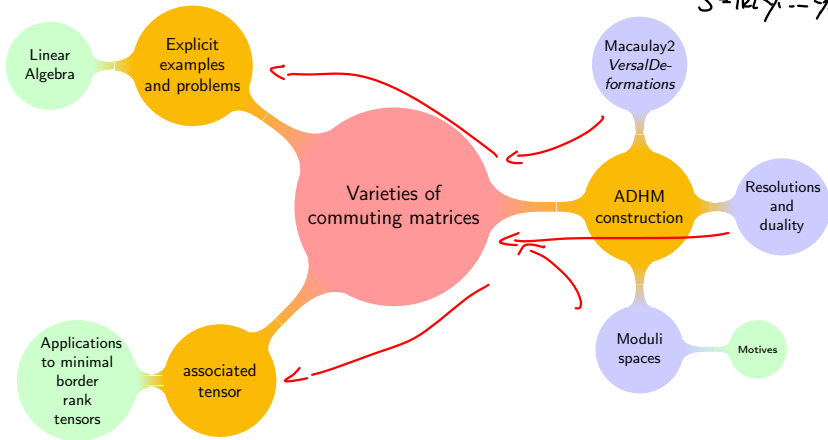 Linear
Algebra
Explicit
examples
and problems
Varieties of
commuting matrices
Macaulay2
VersalDe-
formations
ADHM
construction
Resolutions
and
duality
Applications
to minimal
border
rank
tensors
associated
tensor
Moduli
spaces
Motives